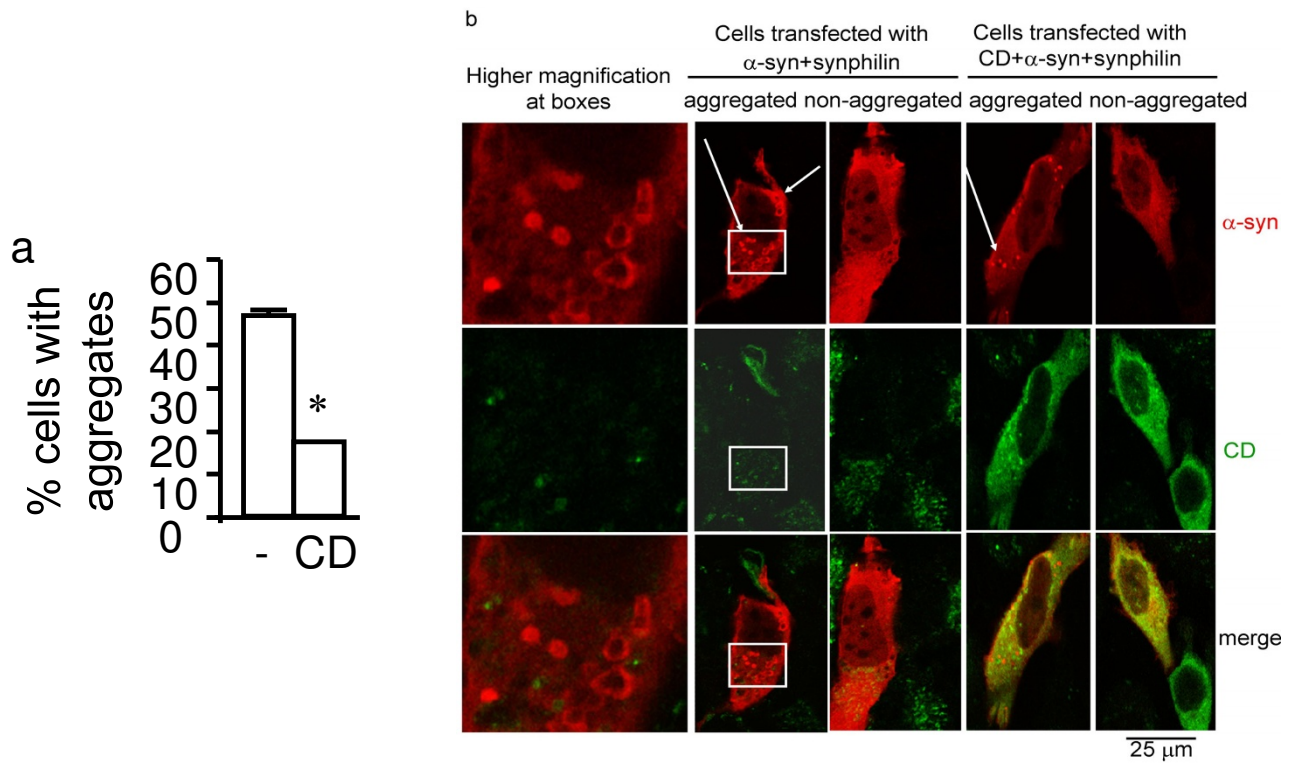 a
% cells with
aggregates
60
50
40
30
20
10
0
*
- CD
b
Higher magnification
at boxes
Cells transfected with
α-syn+synphilin
Cells transfected with
CD+α-syn+synphilin
aggregated non-aggregated aggregated non-aggregated
α-syn
CD
merge
25 μm